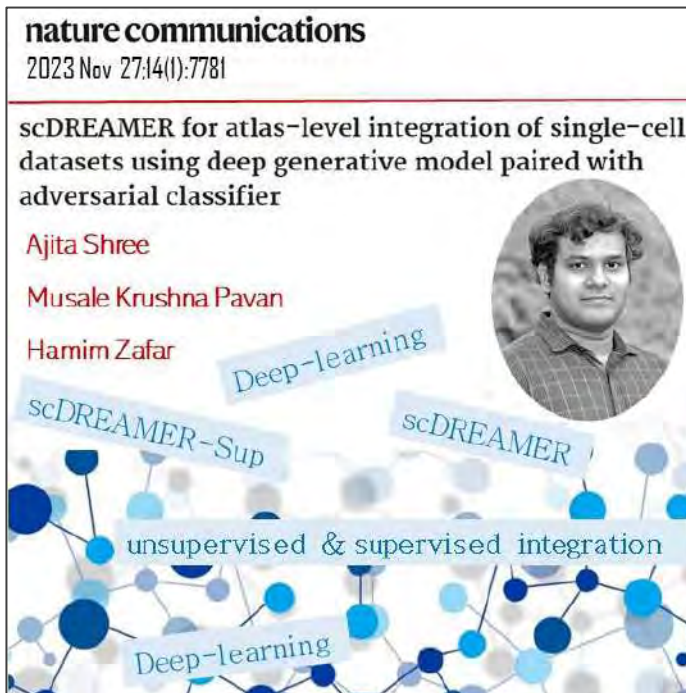 nature communications
2023 Nov 27;14(1):7781
scDREAMER for atlas-level integration of single-cell
datasets using deep generative model paired with
adversarial classifier
Ajita Shree
Musale Krushna Pavan
Hamim Zafar
Deep-learning
scDREAMER-Sup
scDREAMER
unsupervised & supervised integration
Deep-learning